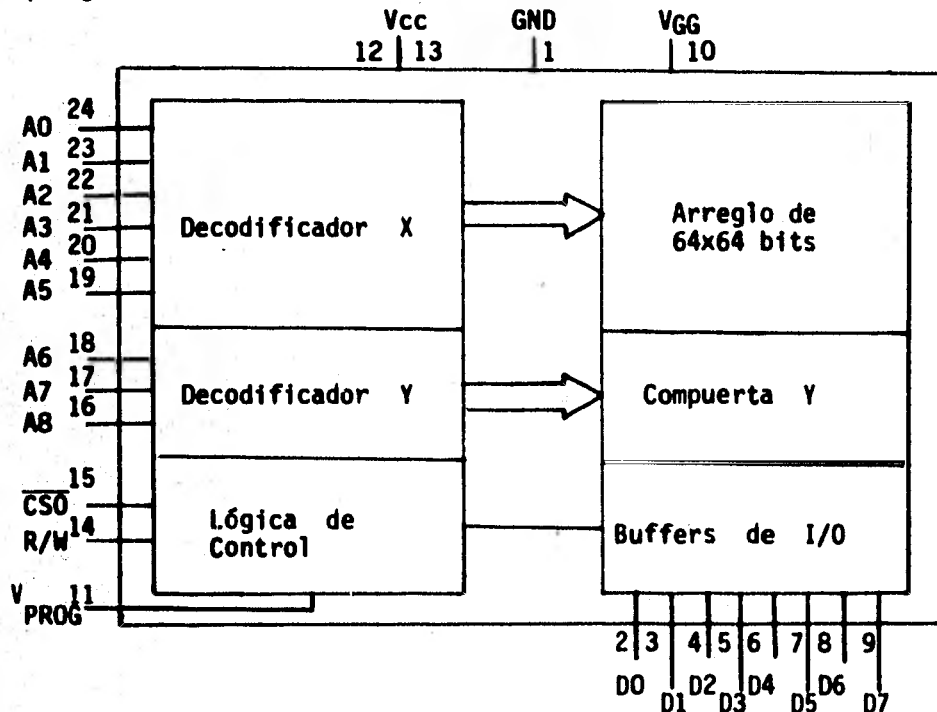 Vcc GND VGG
12 13 1 10
A0 24
A1 23
A2 22
A3 21
A4 20
A5 19
A6 18
A7 17
A8 16
CS0 15
R/W 14
VPROG 11
Decodificador X
Decodificador Y
Lógica de
Control
Arreglo de
64x64 bits
Compuerta Y
Buffers de I/O
2 3 4 5 6 7 8 9
D0 D1 D2 D3 D4 D5 D6 D7